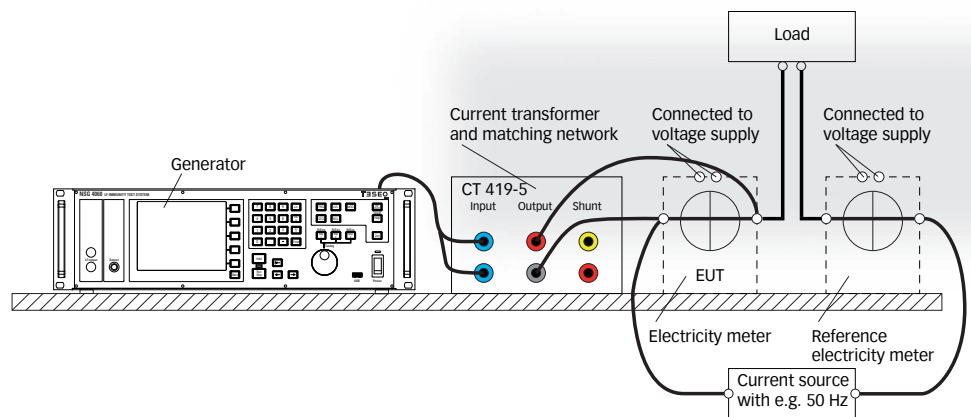 Load
Current transformer
and matching network
Connected to
voltage supply
Connected to
voltage supply
Generator
NSG 4060
TESEQ
CT 419-5
Input
Output
Shunt
EUT
Electricity meter
Reference
electricity meter
Current source
with e.g. 50 Hz